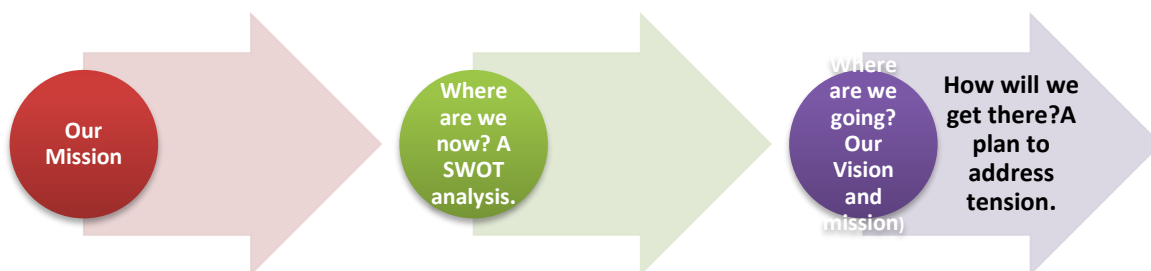 Our
Mission
Where
are we
now? A
SWOT
analysis.
Where
are we
going?
Our
Vision
and
mission)
How will we
get there?A
plan to
address
tension.